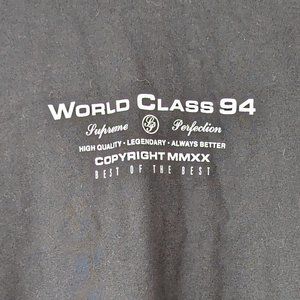 WORLD CLASS 94
Supreme Perfection
HIGH QUALITY • LEGENDARY • ALWAYS BETTER
COPYRIGHT MMXX
BEST OF THE BEST